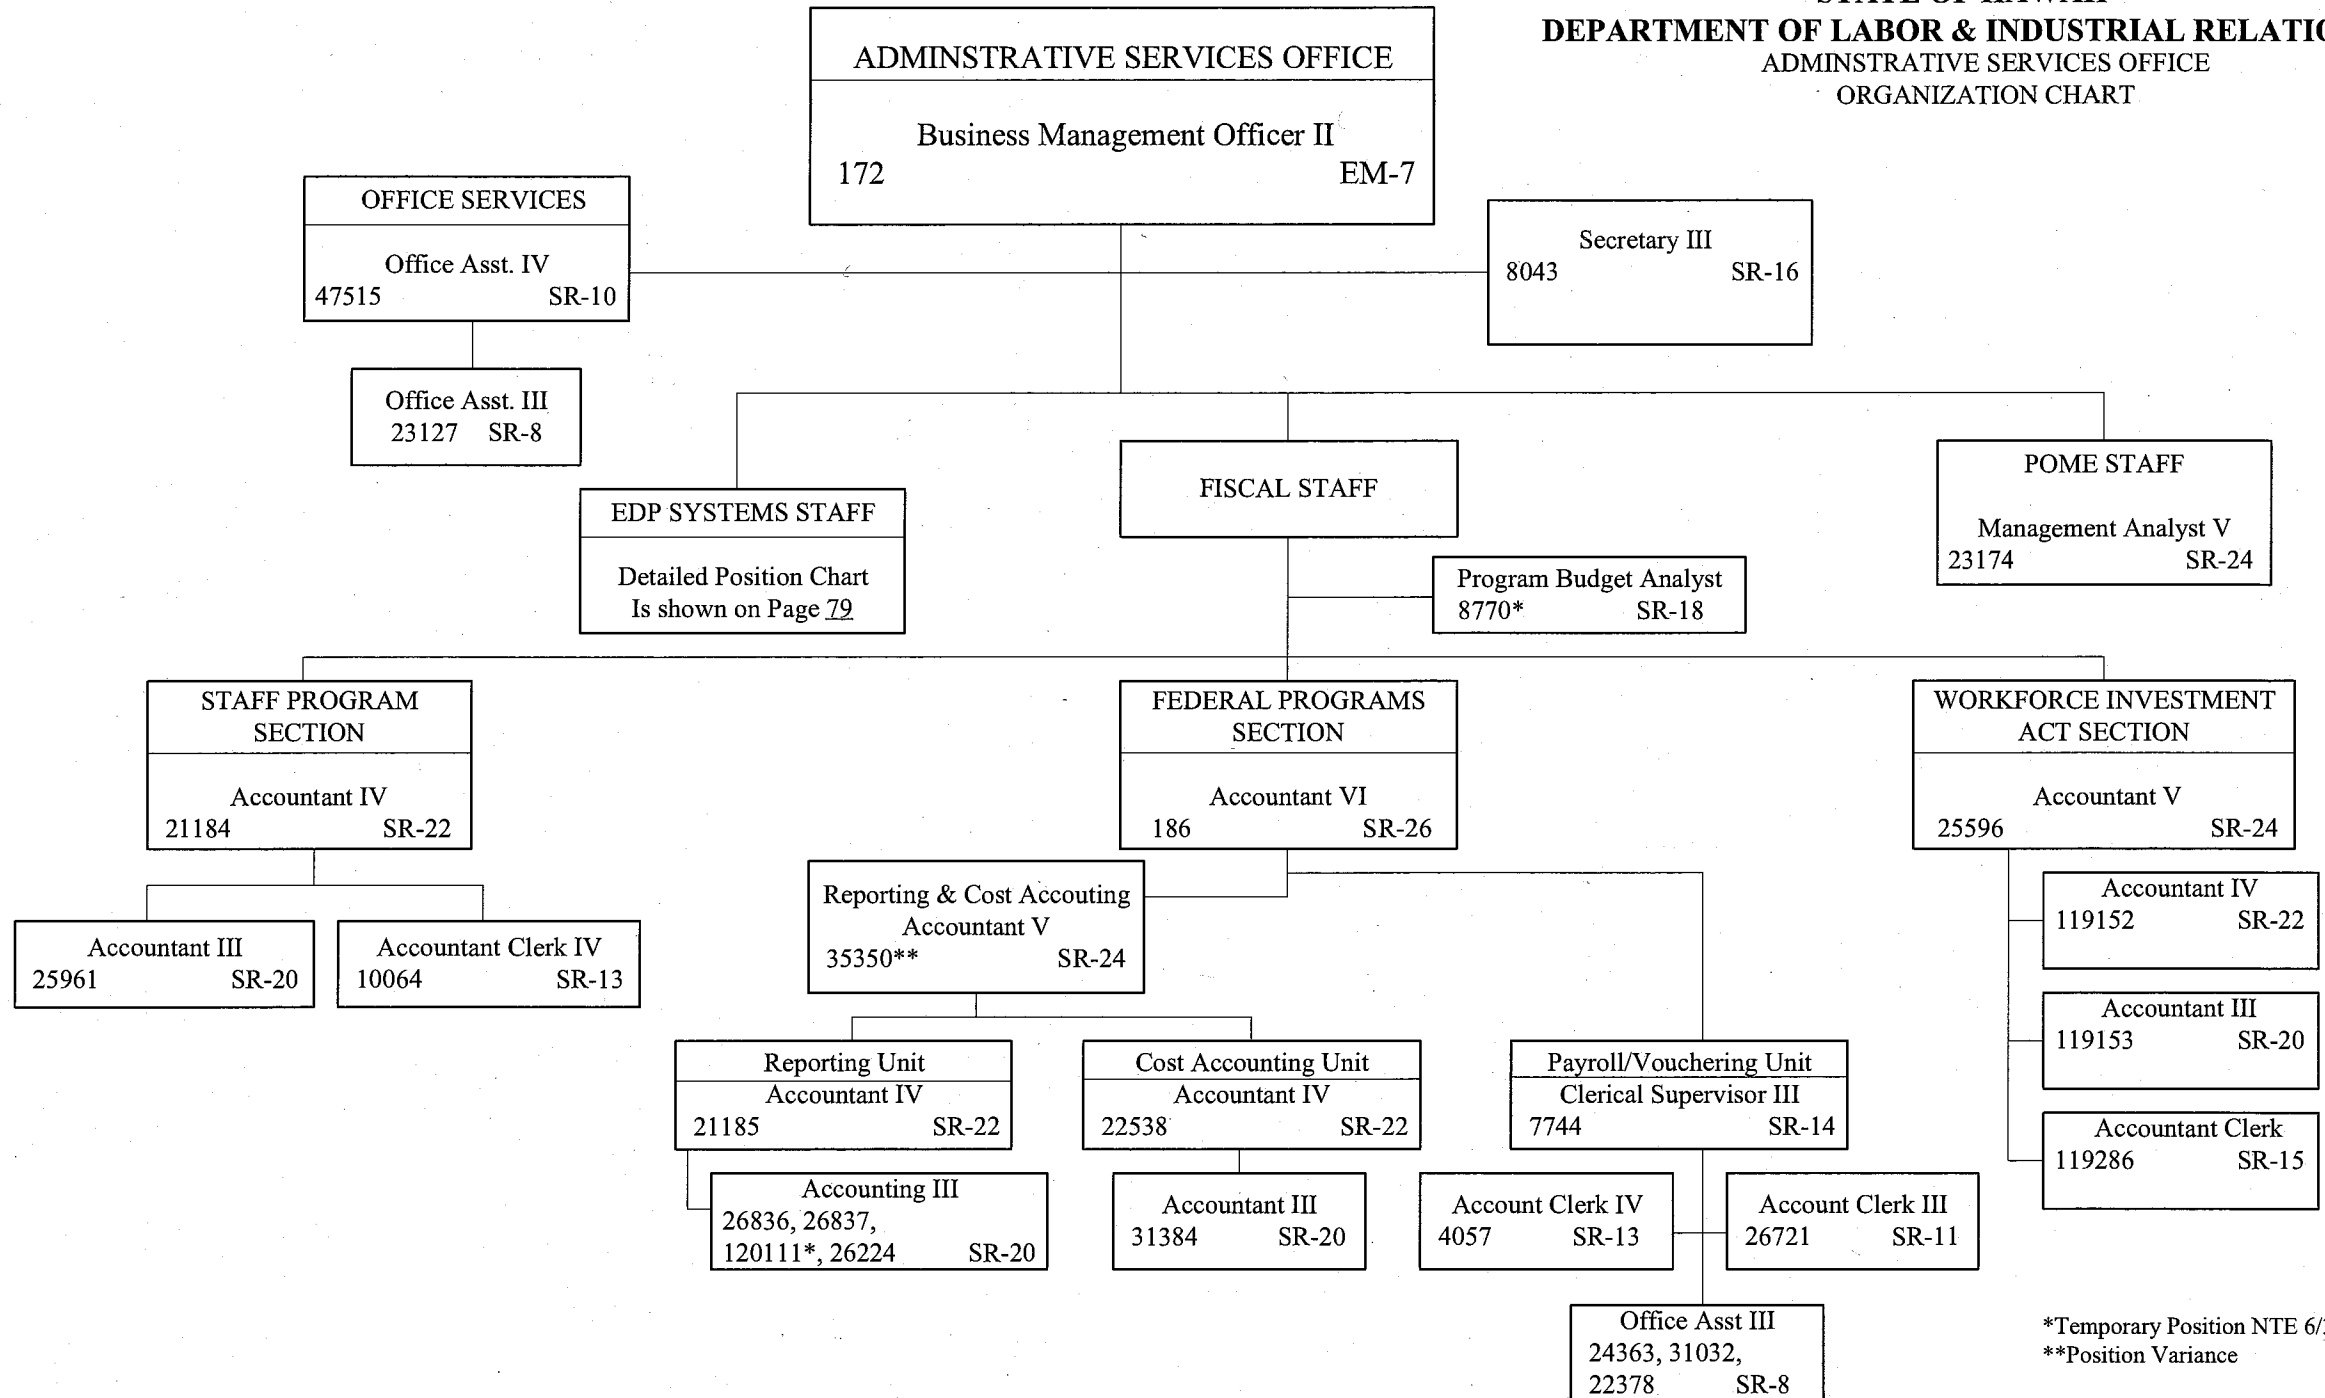 DEPARTMENT OF LABOR & INDUSTRIAL
ADMINSTRATIVE SERVICES OFFICE
ORGANIZATION CHART
ADMINSTRATIVE SERVICES OFFICE
Business Management Officer II
172 EM-7
OFFICE SERVICES
Office Asst. IV
47515 SR-10
Secretary III
8043 SR-16
Office Asst. III
23127 SR-8
EDP SYSTEMS STAFF
Detailed Position Chart
Is shown on Page 79
FISCAL STAFF
POME STAFF
Management Analyst V
23174 SR-24
Program Budget Analyst
8770* SR-18
STAFF PROGRAM
SECTION
Accountant IV
21184 SR-22
FEDERAL PROGRAMS
SECTION
Accountant VI
186 SR-26
WORKFORCE INVESTMENT
ACT SECTION
Accountant V
25596 SR-24
Accountant III
25961 SR-20
Accountant Clerk IV
10064 SR-13
Reporting & Cost Accouting
Accountant V
35350** SR-24
Accountant IV
119152 SR-22
Accountant III
119153 SR-20
Accountant Clerk
119286 SR-15
Reporting Unit
Accountant IV
21185 SR-22
Cost Accounting Unit
Accountant IV
22538 SR-22
Payroll/Vouchering Unit
Clerical Supervisor III
7744 SR-14
Accounting III
26836, 26837,
120111*, 26224 SR-20
Accountant III
31384 SR-20
Account Clerk IV
4057 SR-13
Account Clerk III
26721 SR-11
Office Asst III
24363, 31032,
22378 SR-8
*Temporary Position NTE 6/
**Position Variance